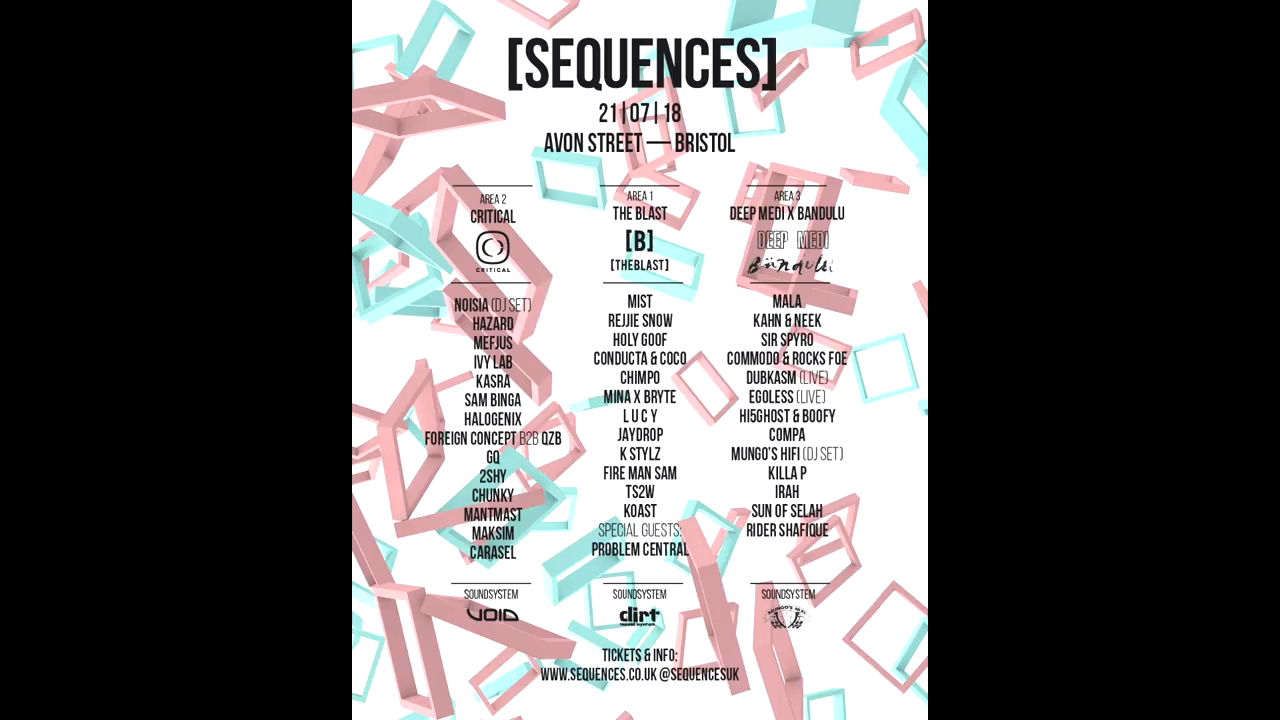 [SEQUENCES]
21|07|18
AVON STREET — BRISTOL
AREA 2
CRITICAL
CRITICAL
NOISIA (DJ SET)
HAZARD
MEFJUS
IVY LAB
KASRA
SAM BINGA
HALOGENIX
FOREIGN CONCEPT B2B QZB
GQ
2SHY
CHUNKY
MANTMAST
MAKSIM
CARASEL
SOUNDSYSTEM
VOID
AREA 1
THE BLAST
[B]
[THEBLAST]
MIST
REJJIE SNOW
HOLY GOOF
CONDUCTA & COCO
CHIMPO
MINA X BRYTE
L U C Y
JAYDROP
K STYLZ
FIRE MAN SAM
TS2W
KOAST
SPECIAL GUESTS:
PROBLEM CENTRAL
SOUNDSYSTEM
dirt
AREA 3
DEEP MEDI X BANDULU
DEEP MEDI
Bandulu
MALA
KAHN & NEEK
SIR SPYRO
COMMODO & ROCKS FOE
DUBKASM (LIVE)
EGOLESS (LIVE)
HI5GHOST & BOOFY
COMPA
MUNGO'S HIFI (DJ SET)
KILLA P
IRAH
SUN OF SELAH
RIDER SHAFIQUE
SOUNDSYSTEM
MUNGO'S HI FI
TICKETS & INFO:
WWW.SEQUENCES.CO.UK @SEQUENCESUK